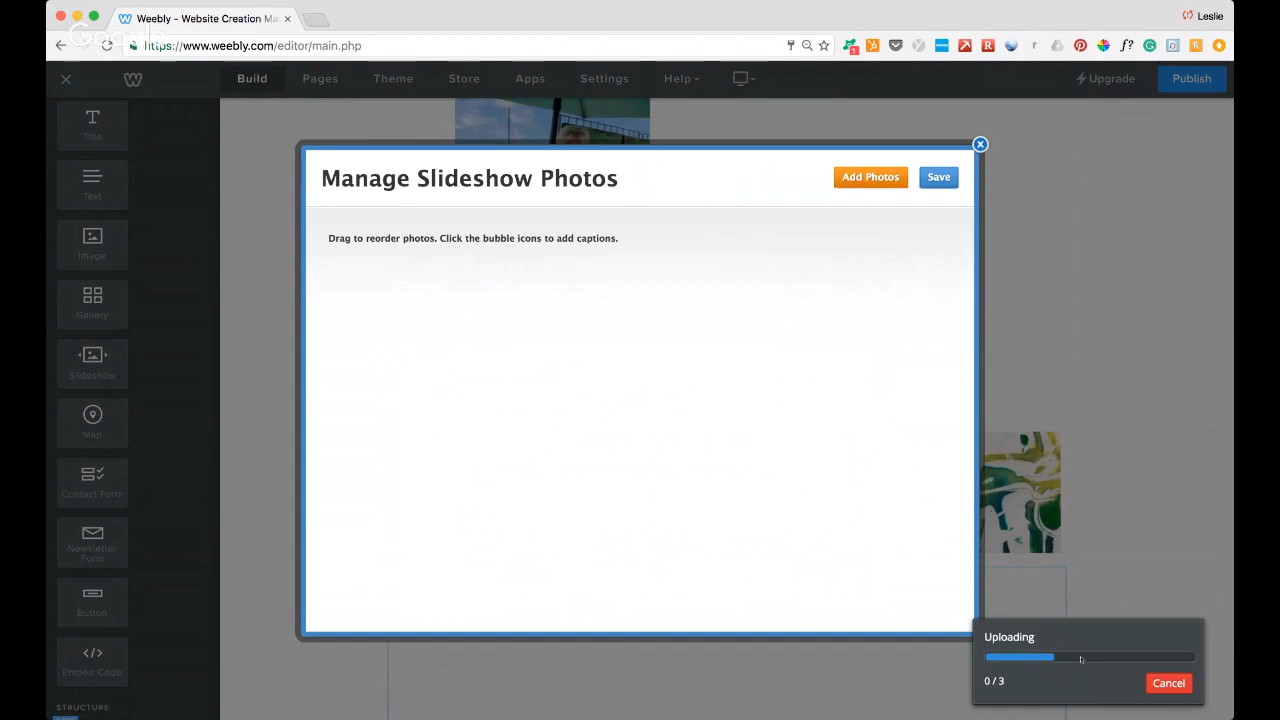 Weebly - Website Creation Ma
Leslie
Google
https://www.weebly.com/editor/main.php
Build
Pages
Theme
Store
Apps
Settings
Help
Upgrade
Publish
Title
Text
Image
Gallery
Slideshow
Map
Contact Form
Newsletter
Form
Button
Embed Code
STRUCTURE
Manage Slideshow Photos
Add Photos
Save
Drag to reorder photos. Click the bubble icons to add captions.
Uploading
0 / 3
Cancel